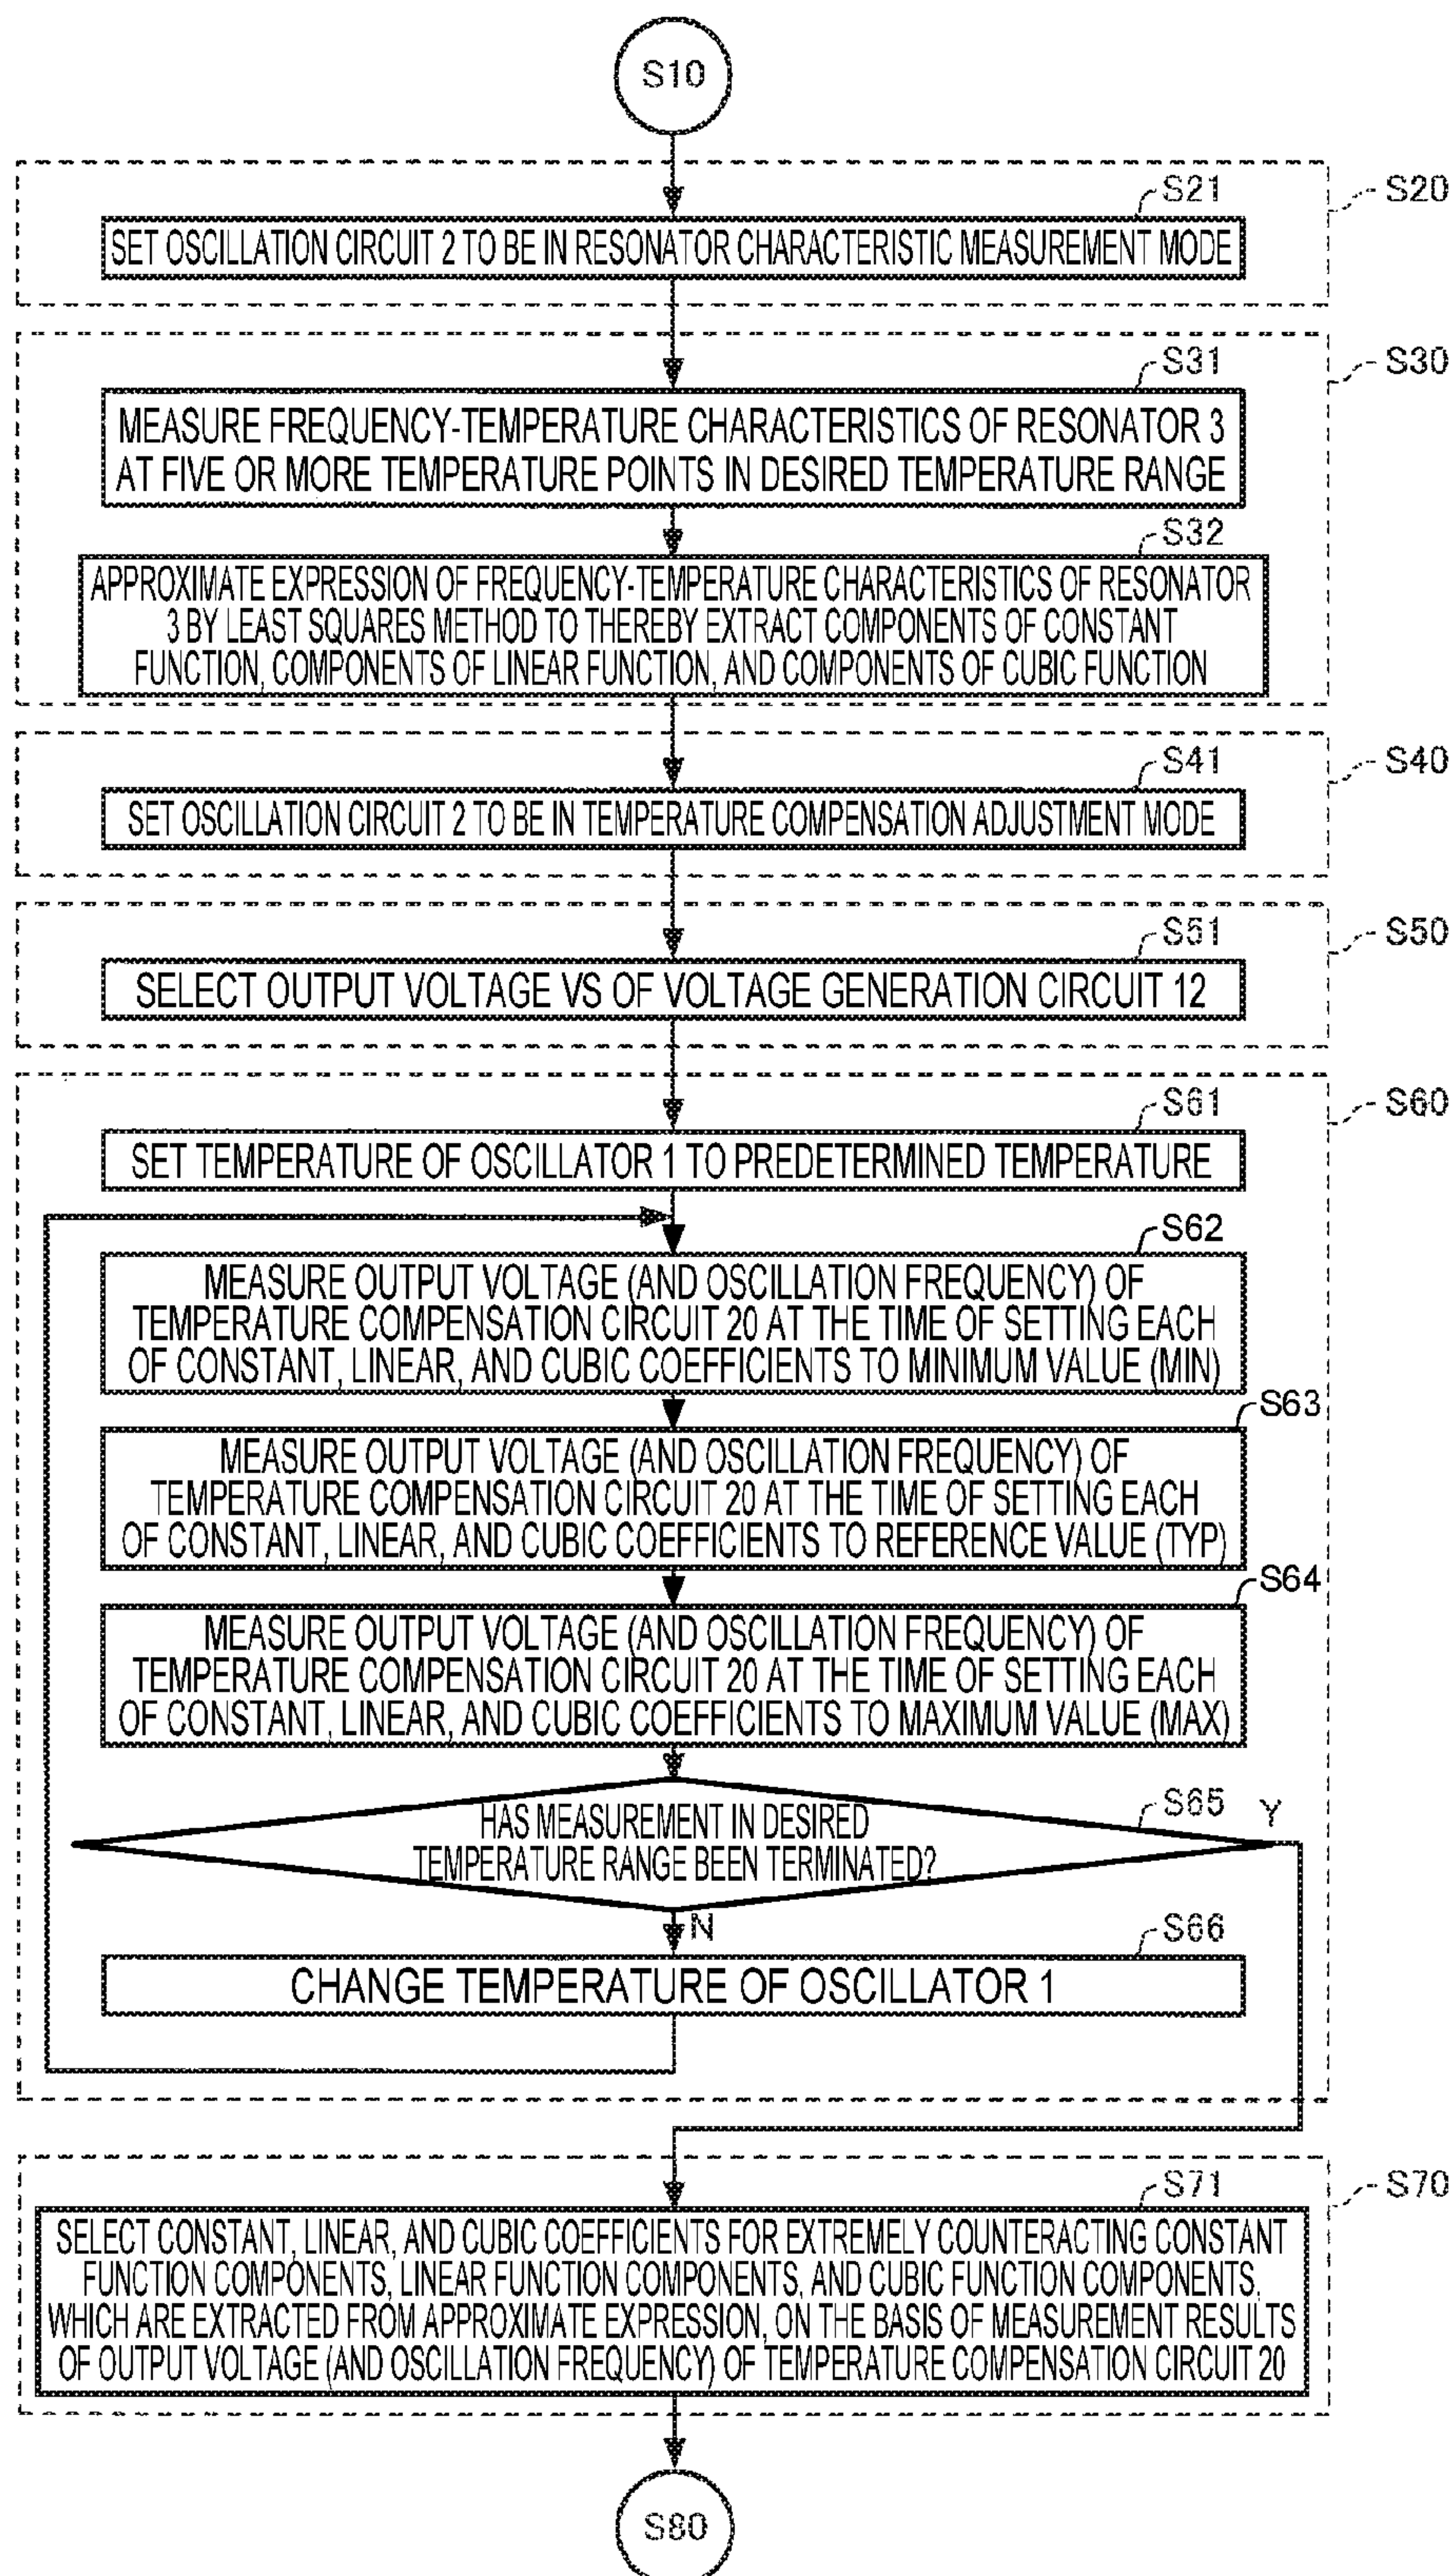 S10
S20
S21
SET OSCILLATION CIRCUIT 2 TO BE IN RESONATOR CHARACTERISTIC MEASUREMENT MODE
S30
S31
MEASURE FREQUENCY-TEMPERATURE CHARACTERISTICS OF RESONATOR 3
AT FIVE OR MORE TEMPERATURE POINTS IN DESIRED TEMPERATURE RANGE
S32
APPROXIMATE EXPRESSION OF FREQUENCY-TEMPERATURE CHARACTERISTICS OF RESONATOR
3 BY LEAST SQUARES METHOD TO THEREBY EXTRACT COMPONENTS OF CONSTANT
FUNCTION, COMPONENTS OF LINEAR FUNCTION, AND COMPONENTS OF CUBIC FUNCTION
S40
S41
SET OSCILLATION CIRCUIT 2 TO BE IN TEMPERATURE COMPENSATION ADJUSTMENT MODE
S50
S51
SELECT OUTPUT VOLTAGE VS OF VOLTAGE GENERATION CIRCUIT 12
S60
S61
SET TEMPERATURE OF OSCILLATOR 1 TO PREDETERMINED TEMPERATURE
S62
MEASURE OUTPUT VOLTAGE (AND OSCILLATION FREQUENCY) OF
TEMPERATURE COMPENSATION CIRCUIT 20 AT THE TIME OF SETTING EACH
OF CONSTANT, LINEAR, AND CUBIC COEFFICIENTS TO MINIMUM VALUE (MIN)
S63
MEASURE OUTPUT VOLTAGE (AND OSCILLATION FREQUENCY) OF
TEMPERATURE COMPENSATION CIRCUIT 20 AT THE TIME OF SETTING EACH
OF CONSTANT, LINEAR, AND CUBIC COEFFICIENTS TO REFERENCE VALUE (TYP)
S64
MEASURE OUTPUT VOLTAGE (AND OSCILLATION FREQUENCY) OF
TEMPERATURE COMPENSATION CIRCUIT 20 AT THE TIME OF SETTING EACH
OF CONSTANT, LINEAR, AND CUBIC COEFFICIENTS TO MAXIMUM VALUE (MAX)
S65
Y
HAS MEASUREMENT IN DESIRED
TEMPERATURE RANGE BEEN TERMINATED?
N
S66
CHANGE TEMPERATURE OF OSCILLATOR 1
S70
S71
SELECT CONSTANT, LINEAR, AND CUBIC COEFFICIENTS FOR EXTREMELY COUNTERACTING CONSTANT
FUNCTION COMPONENTS, LINEAR FUNCTION COMPONENTS, AND CUBIC FUNCTION COMPONENTS,
WHICH ARE EXTRACTED FROM APPROXIMATE EXPRESSION, ON THE BASIS OF MEASUREMENT RESULTS
OF OUTPUT VOLTAGE (AND OSCILLATION FREQUENCY) OF TEMPERATURE COMPENSATION CIRCUIT 20
S80